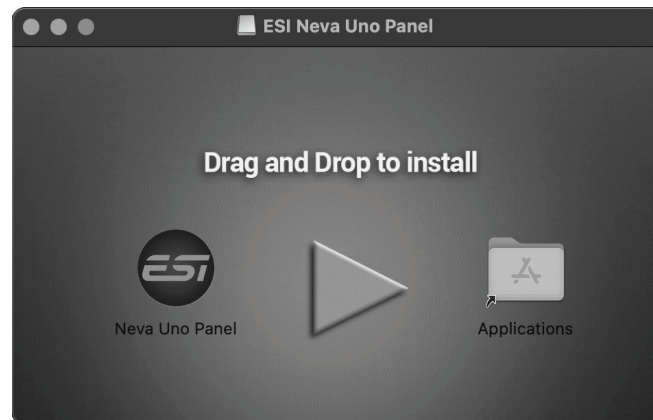 ESI Neva Uno Panel
Drag and Drop to install
ESI
Neva Uno Panel
Applications